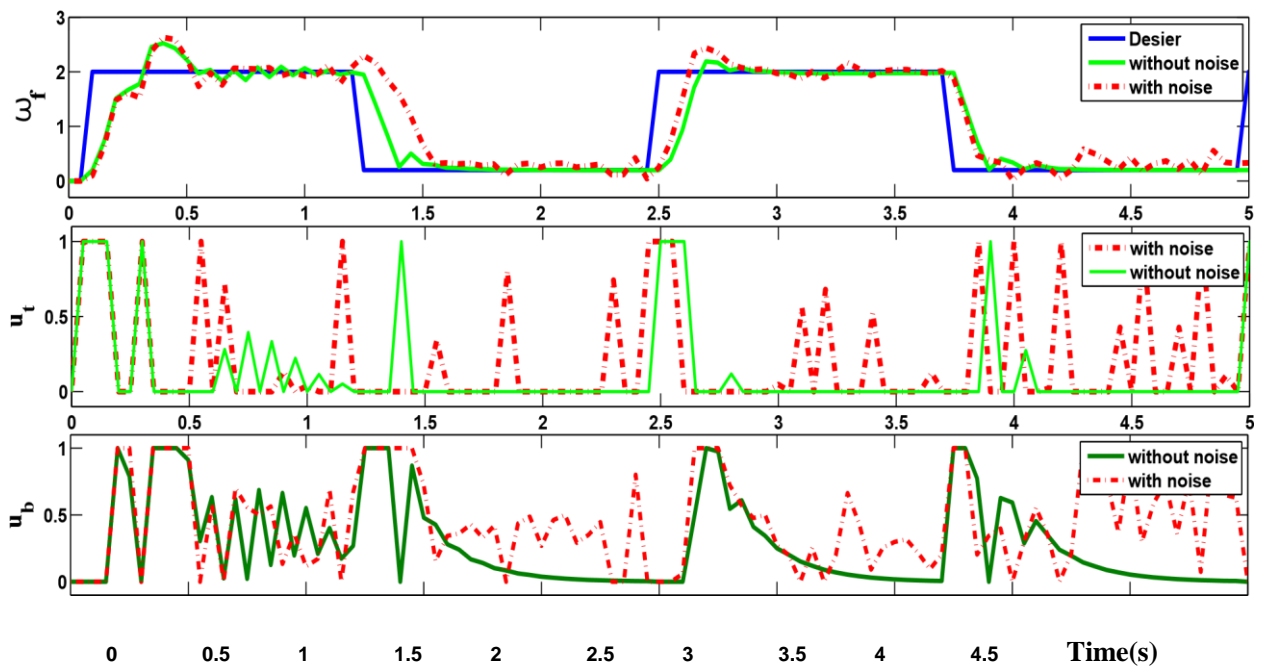 3
2
1
0
ω_f
Desier
without noise
with noise
0 0.5 1 1.5 2 2.5 3 3.5 4 4.5 5
1
0.5
0
u_t
with noise
without noise
0 0.5 1 1.5 2 2.5 3 3.5 4 4.5 5
1
0.5
0
u_b
without noise
with noise
0 0.5 1 1.5 2 2.5 3 3.5 4 4.5 Time(s)